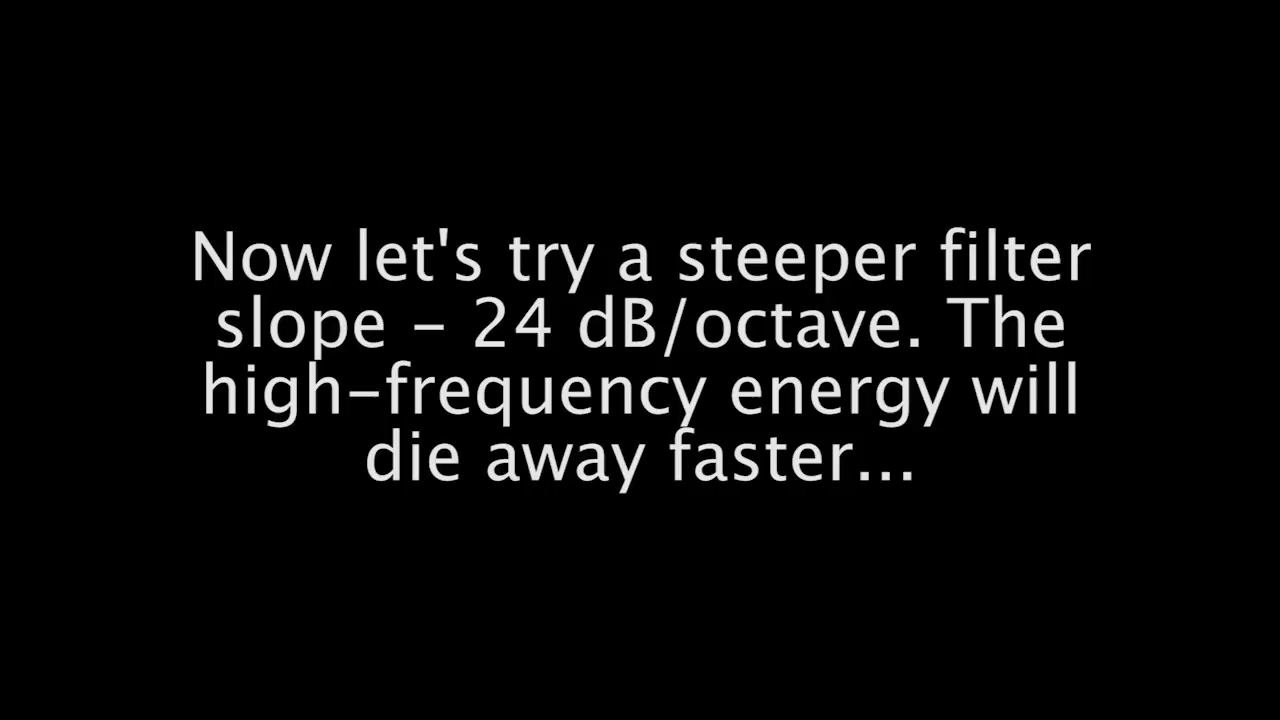 Now let's try a steeper filter
slope - 24 dB/octave. The
high-frequency energy will
die away faster...